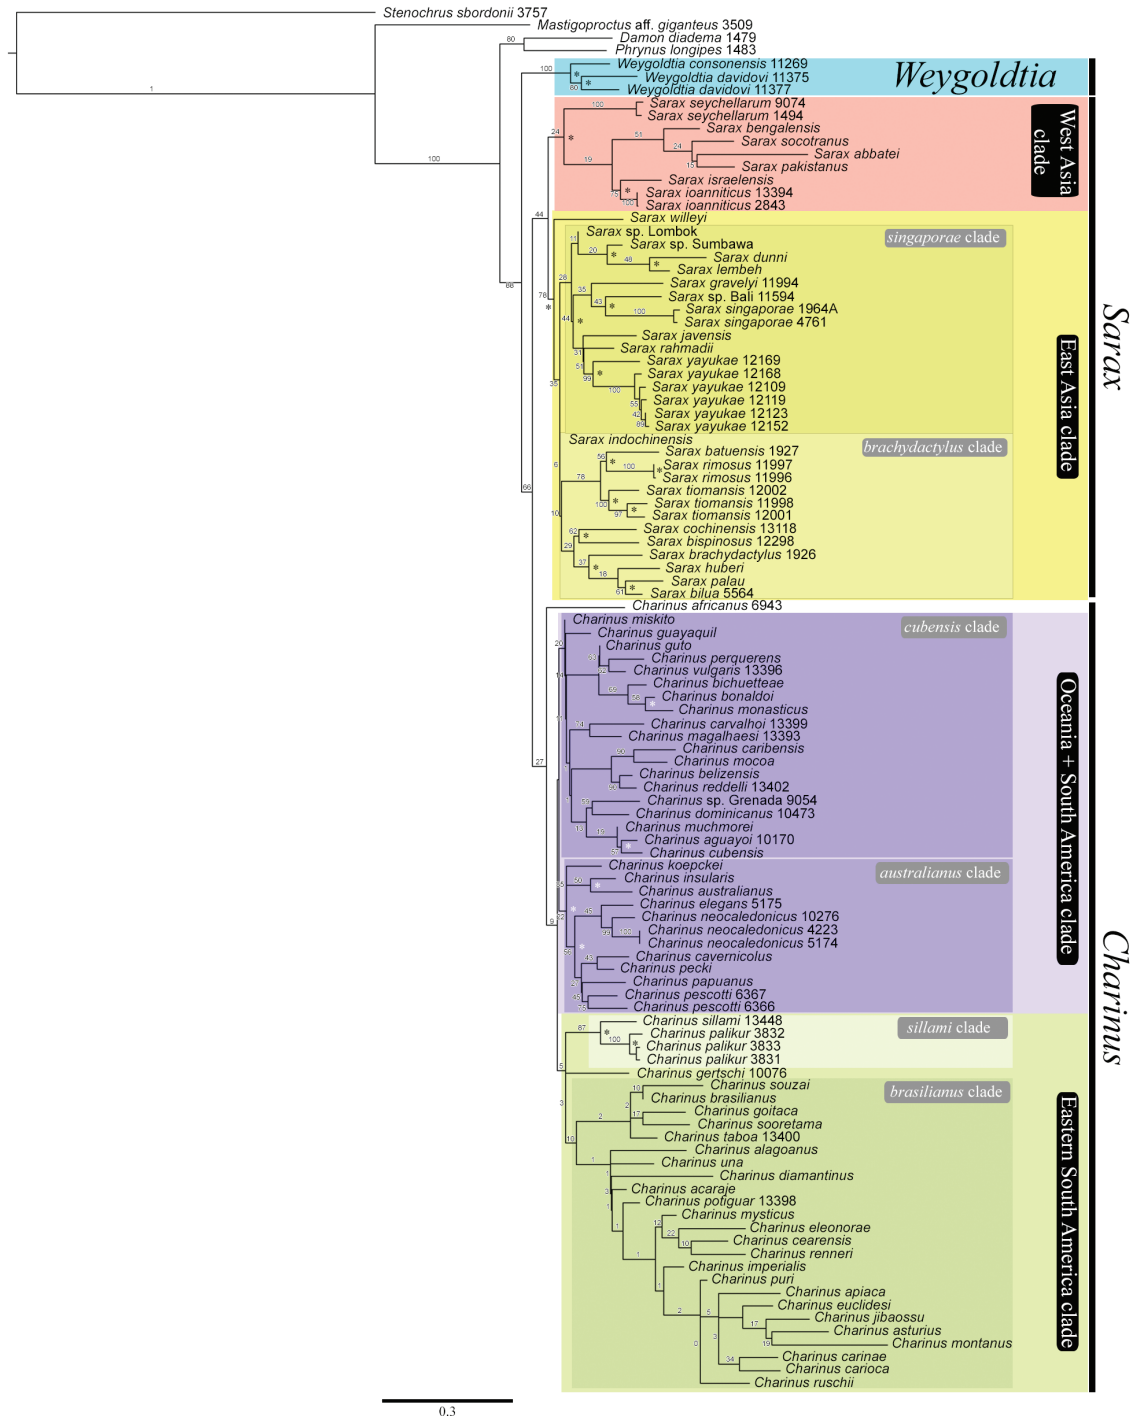 Stenochrus sbordonii 3757
Mastigoproctus aff. giganteus 3509
Damon diadema 1479
Phrynus longipes 1483
Weygoldtia consonensis 11269
Weygoldtia davidovi 11375
Weygoldtia davidovi 11377
Weygoldtia
Sarax seychellarum 9074
Sarax seychellarum 1494
Sarax bengalensis
Sarax socotranus
Sarax abbatei
Sarax pakistanus
Sarax israelensis
Sarax ioanniticus 13394
Sarax ioanniticus 2843
West Asia
clade
Sarax willeyi
Sarax sp. Lombok
Sarax sp. Sumbawa
Sarax dunni
Sarax lembeh
Sarax gravelyi 11994
Sarax sp. Bali 11594
Sarax singaporae 1964A
Sarax singaporae 4761
Sarax javensis
Sarax rahmadii
Sarax yayukae 12169
Sarax yayukae 12168
Sarax yayukae 12109
Sarax yayukae 12119
Sarax yayukae 12123
Sarax yayukae 12152
singaporae clade
Sarax indochinensis
Sarax batuensis 1927
Sarax rimosus 11997
Sarax rimosus 11996
Sarax tiomansis 12002
Sarax tiomansis 11998
Sarax tiomansis 12001
Sarax cochinensis 13118
Sarax bispinosus 12298
Sarax brachydactylus 1926
Sarax huberi
Sarax palau
Sarax bilua 5564
brachydactylus clade
East Asia clade
Sarax
Charinus africanus 6943
Charinus miskito
Charinus guayaquil
Charinus guto
Charinus perquerens
Charinus vulgaris 13396
Charinus bichuetteae
Charinus bonaldoi
Charinus monasticus
Charinus carvalhoi 13399
Charinus magalhaesi 13393
Charinus caribensis
Charinus mocoa
Charinus belizensis
Charinus reddelli 13402
Charinus sp. Grenada 9054
Charinus dominicanus 10473
Charinus muchmorei
Charinus aguayoi 10170
Charinus cubensis
cubensis clade
Charinus koepckei
Charinus insularis
Charinus australianus
Charinus elegans 5175
Charinus neocaledonicus 10276
Charinus neocaledonicus 4223
Charinus neocaledonicus 5174
Charinus cavernicolus
Charinus pecki
Charinus papuanus
Charinus pescotti 6367
Charinus pescotti 6366
australianus clade
Oceania + South America clade
Charinus sillami 13448
Charinus palikur 3832
Charinus palikur 3833
Charinus palikur 3831
sillami clade
Charinus gertschi 10076
Charinus souzai
Charinus brasilianus
Charinus goitaca
Charinus sooretama
Charinus taboa 13400
Charinus alagoanus
Charinus una
Charinus diamantinus
Charinus acaraje
Charinus potiguar 13398
Charinus mysticus
Charinus eleonorae
Charinus cearensis
Charinus renneri
Charinus imperialis
Charinus puri
Charinus apiaca
Charinus euclidesi
Charinus jibaossu
Charinus asturius
Charinus montanus
Charinus carinae
Charinus carioca
Charinus ruschii
brasilianus clade
Eastern South America clade
Charinus
0.3